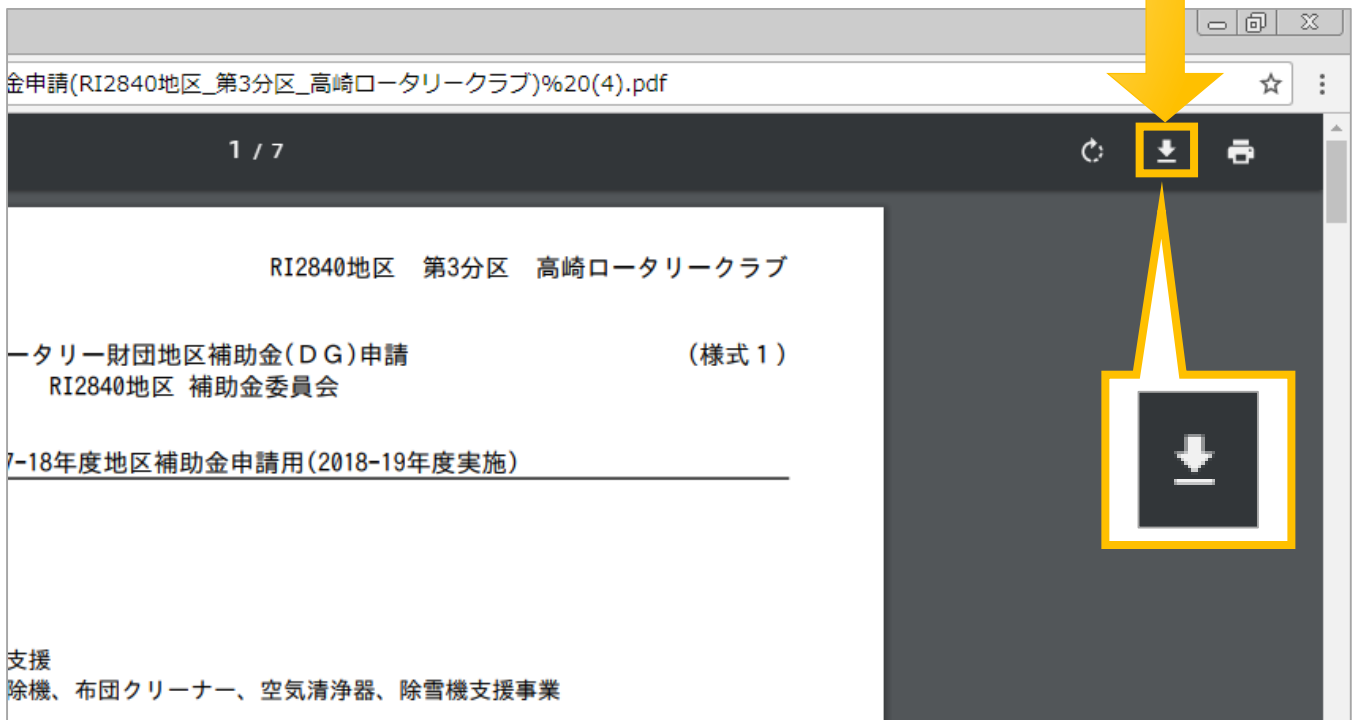 金申請(RI2840地区_第3分区_高崎ロータリークラブ)%20(4).pdf
1 / 7
RI2840地区　第3分区　高崎ロータリークラブ
ータリー財団地区補助金(ＤＧ)申請　(様式１)
RI2840地区 補助金委員会
7-18年度地区補助金申請用(2018-19年度実施)
支援
除機、布団クリーナー、空気清浄器、除雪機支援事業